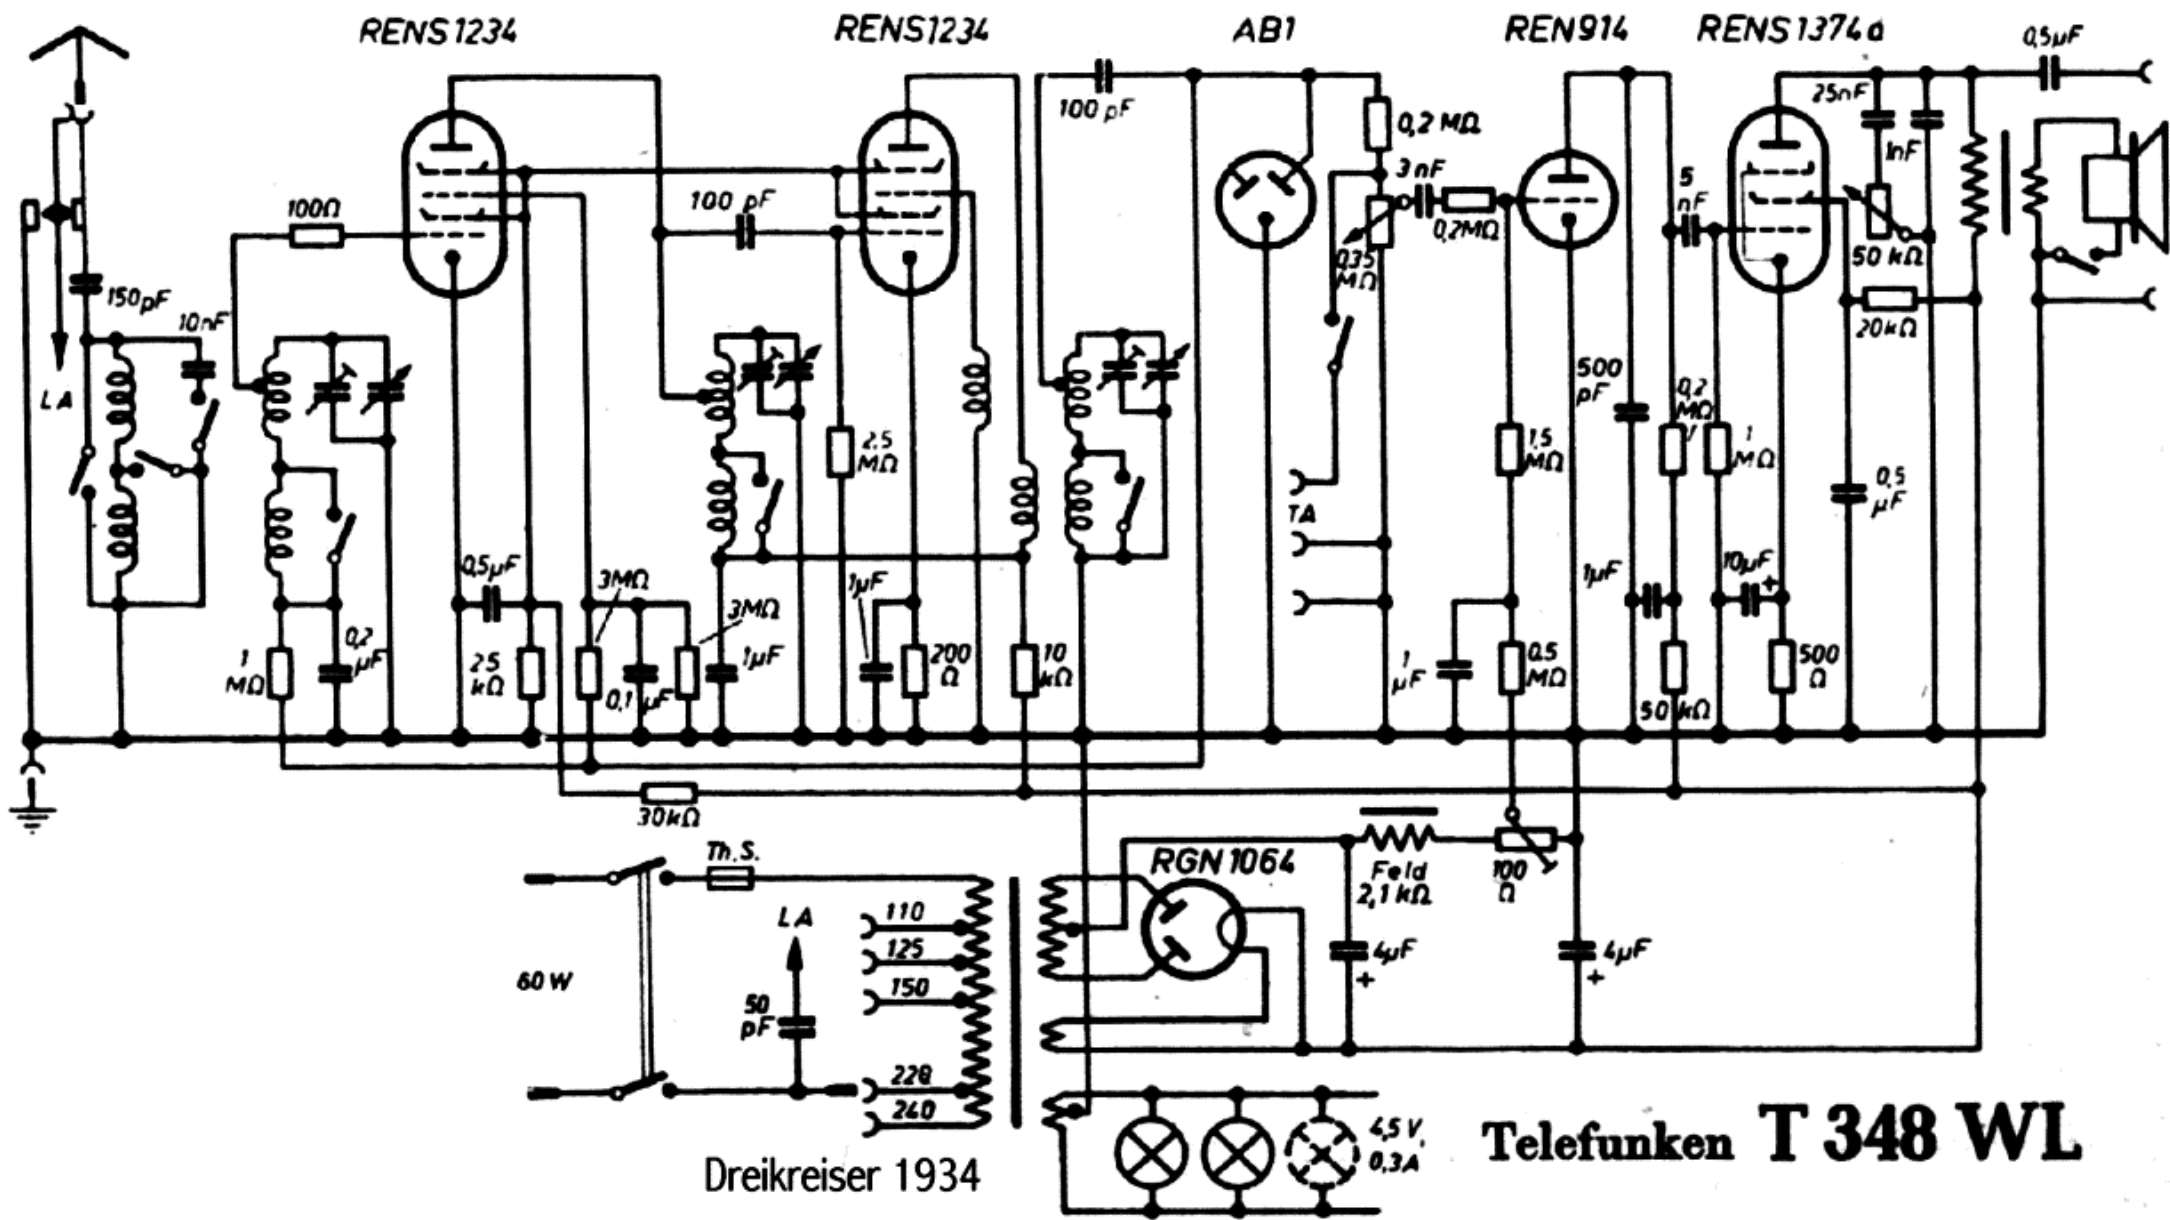 RENS1234
RENS1234
AB1
REN914
RENS1374d
0,5µF
25nF
100 pF
0,2 MΩ
1nF
3 nF
5
nF
100Ω
100 pF
0,2MΩ
0,35
MΩ
50 kΩ
150pF
10nF
20kΩ
LA
500
pF
0,2
MΩ
2,5
MΩ
1,5
MΩ
1
MΩ
0,5
µF
TA
0,5µF
3MΩ
3MΩ
1µF
1µF
10µF
+
1
MΩ
0,2
µF
25
kΩ
0,1 µF
1µF
200
Ω
10
kΩ
1
µF
0.5
MΩ
50 kΩ
500
Ω
30kΩ
Th.S.
RGN 1064
Feld
2,1 kΩ
100
Ω
LA
110
125
150
60 W
50
pF
4µF
+
4µF
+
220
240
4,5 V,
0,3A
Telefunken T 348 WL
Dreikreiser 1934